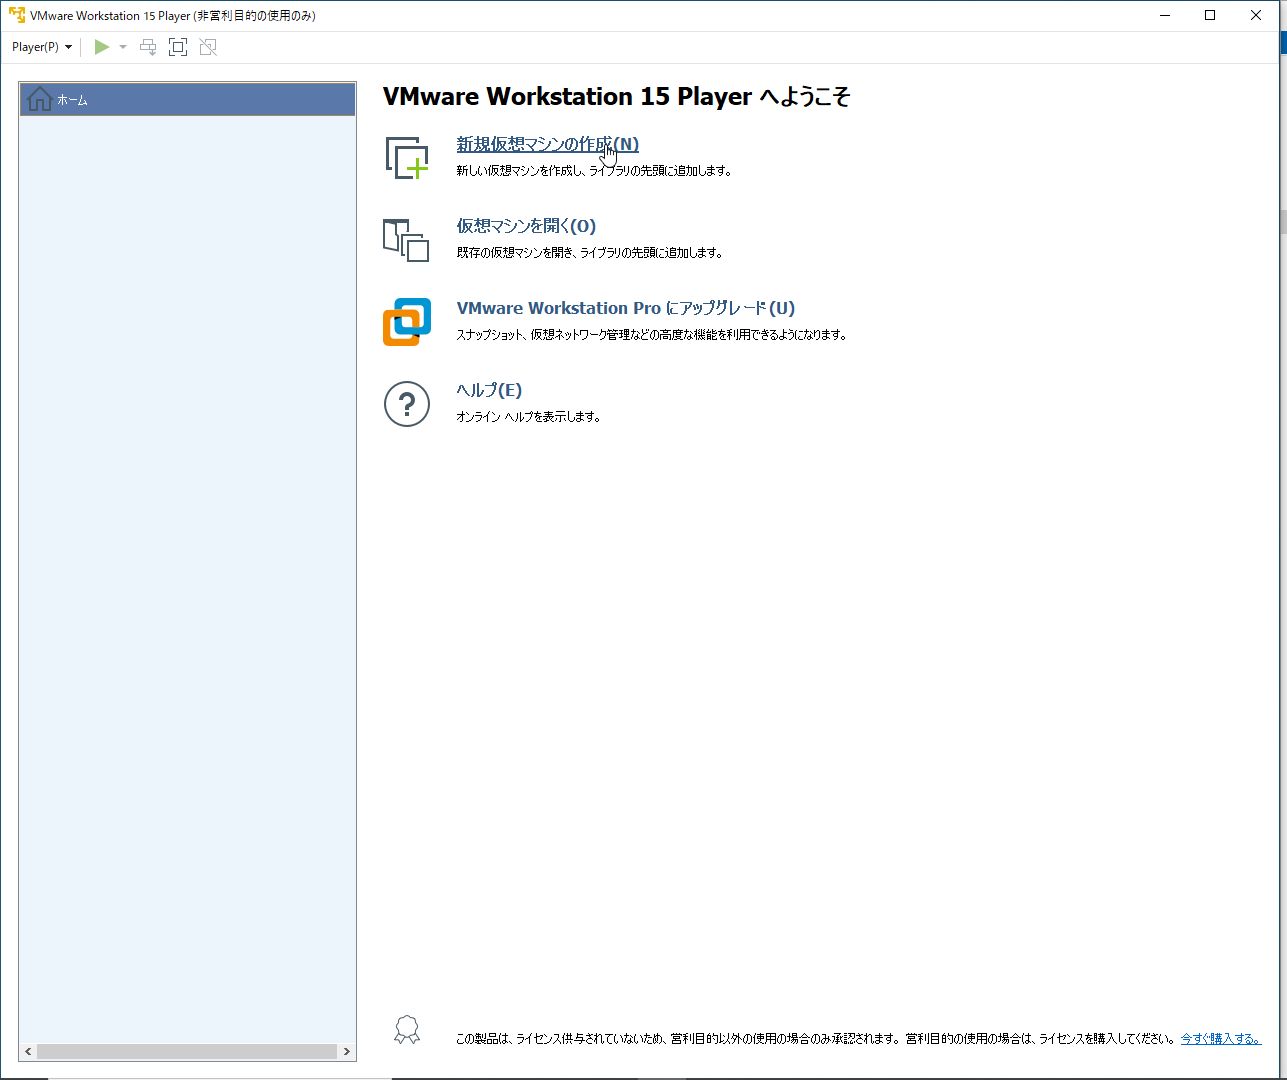 VMware Workstation 15 Player (非営利目的の使用のみ)
Player(P)
ホーム
VMware Workstation 15 Player へようこそ
新規仮想マシンの作成(N)
新しい仮想マシンを作成し、ライブラリの先頭に追加します。
仮想マシンを開く(O)
既存の仮想マシンを開き、ライブラリの先頭に追加します。
VMware Workstation Pro にアップグレード(U)
スナップショット、仮想ネットワーク管理などの高度な機能を利用できるようになります。
ヘルプ(E)
オンライン ヘルプを表示します。
この製品は、ライセンス供与されていないため、営利目的以外の使用の場合のみ承認されます。営利目的の使用の場合は、ライセンスを購入してください。 今すぐ購入する。